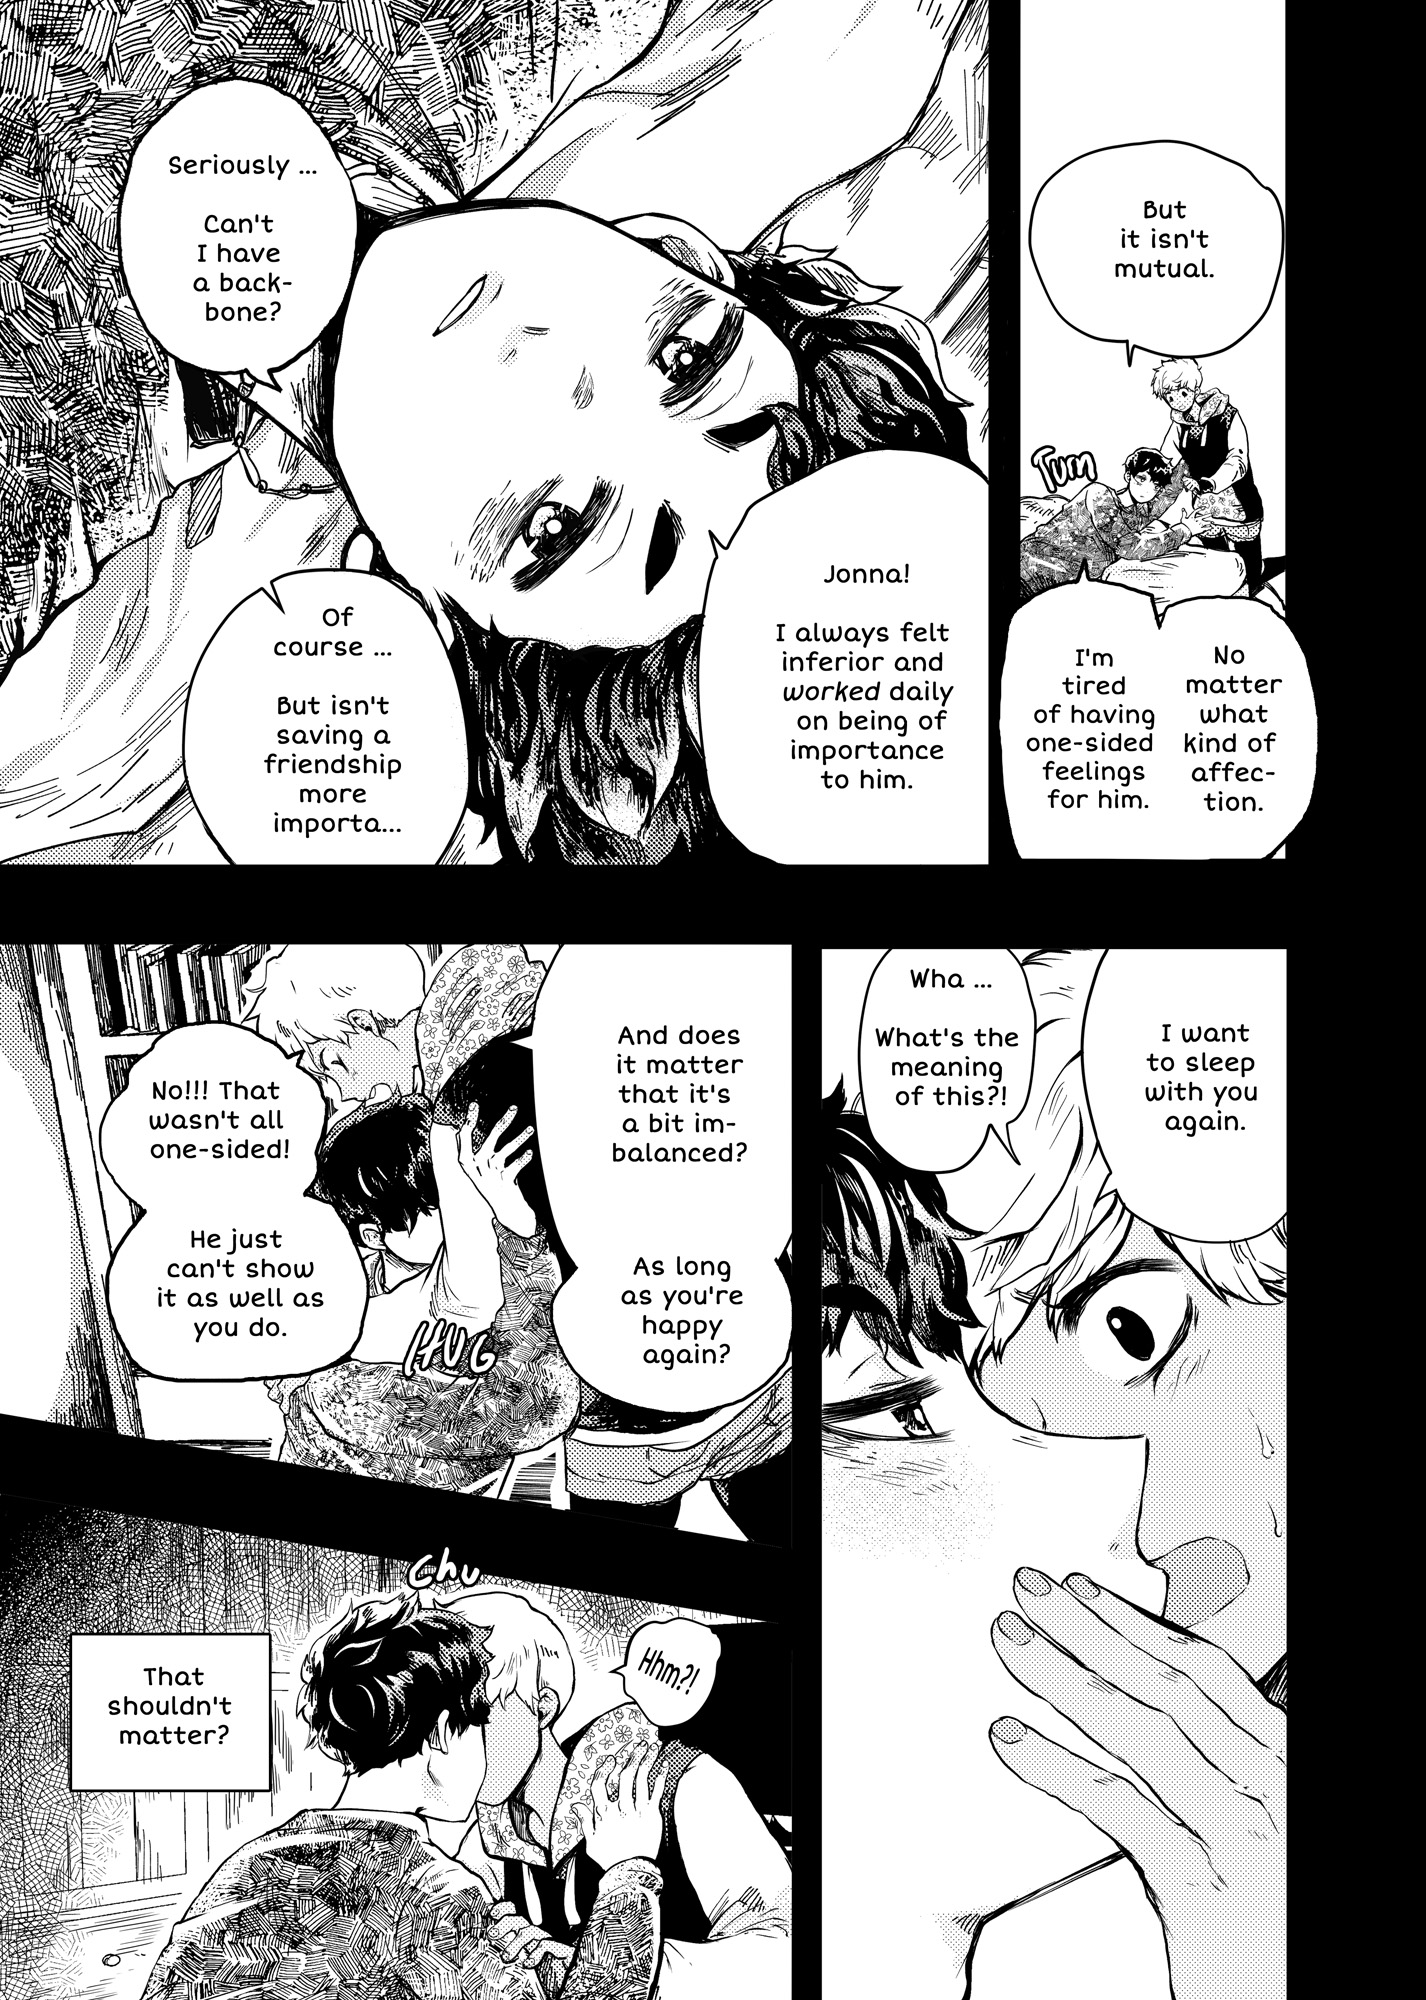 Seriously ...
Can't
I have
a back-
bone?
Of
course ...
But isn't
saving a
friendship
more
importa...
Jonna!
I always felt
inferior and
worked daily
on being of
importance
to him.
But
it isn't
mutual.
Turn
I'm
tired
of having
one-sided
feelings
for him.
No
matter
what
kind of
affec-
tion.
No!!! That
wasn't all
one-sided!
He just
can't show
it as well as
you do.
And does
it matter
that it's
a bit im-
balanced?
As long
as you're
happy
again?
HUG
Chu
That
shouldn't
matter?
Hhm?!
Wha ...
What's the
meaning
of this?!
I want
to sleep
with you
again.